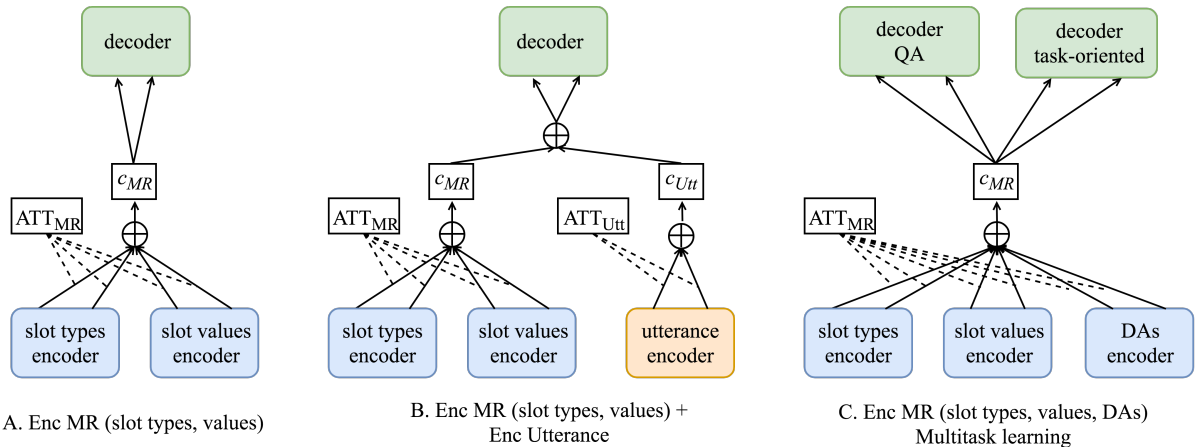 decoder
ATT_MR
c_MR
slot types
encoder
slot values
encoder
A. Enc MR (slot types, values)
decoder
c_MR
c_Utt
ATT_MR
ATT_Utt
slot types
encoder
slot values
encoder
utterance
encoder
B. Enc MR (slot types, values) +
Enc Utterance
decoder
QA
decoder
task-oriented
c_MR
ATT_MR
slot types
encoder
slot values
encoder
DAs
encoder
C. Enc MR (slot types, values, DAs)
Multitask learning